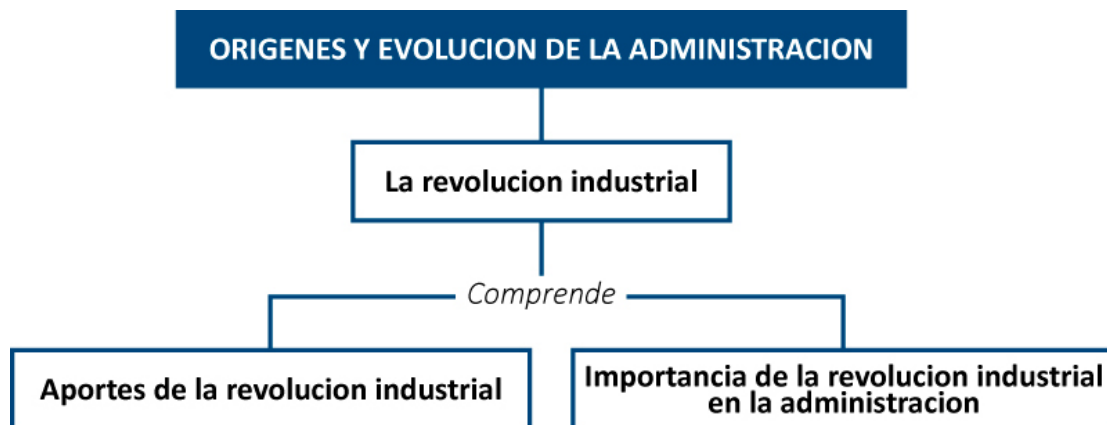 ORIGENES Y EVOLUCION DE LA ADMINISTRACION
La revolucion industrial
Comprende
Aportes de la revolucion industrial
Importancia de la revolucion industrial
en la administracion